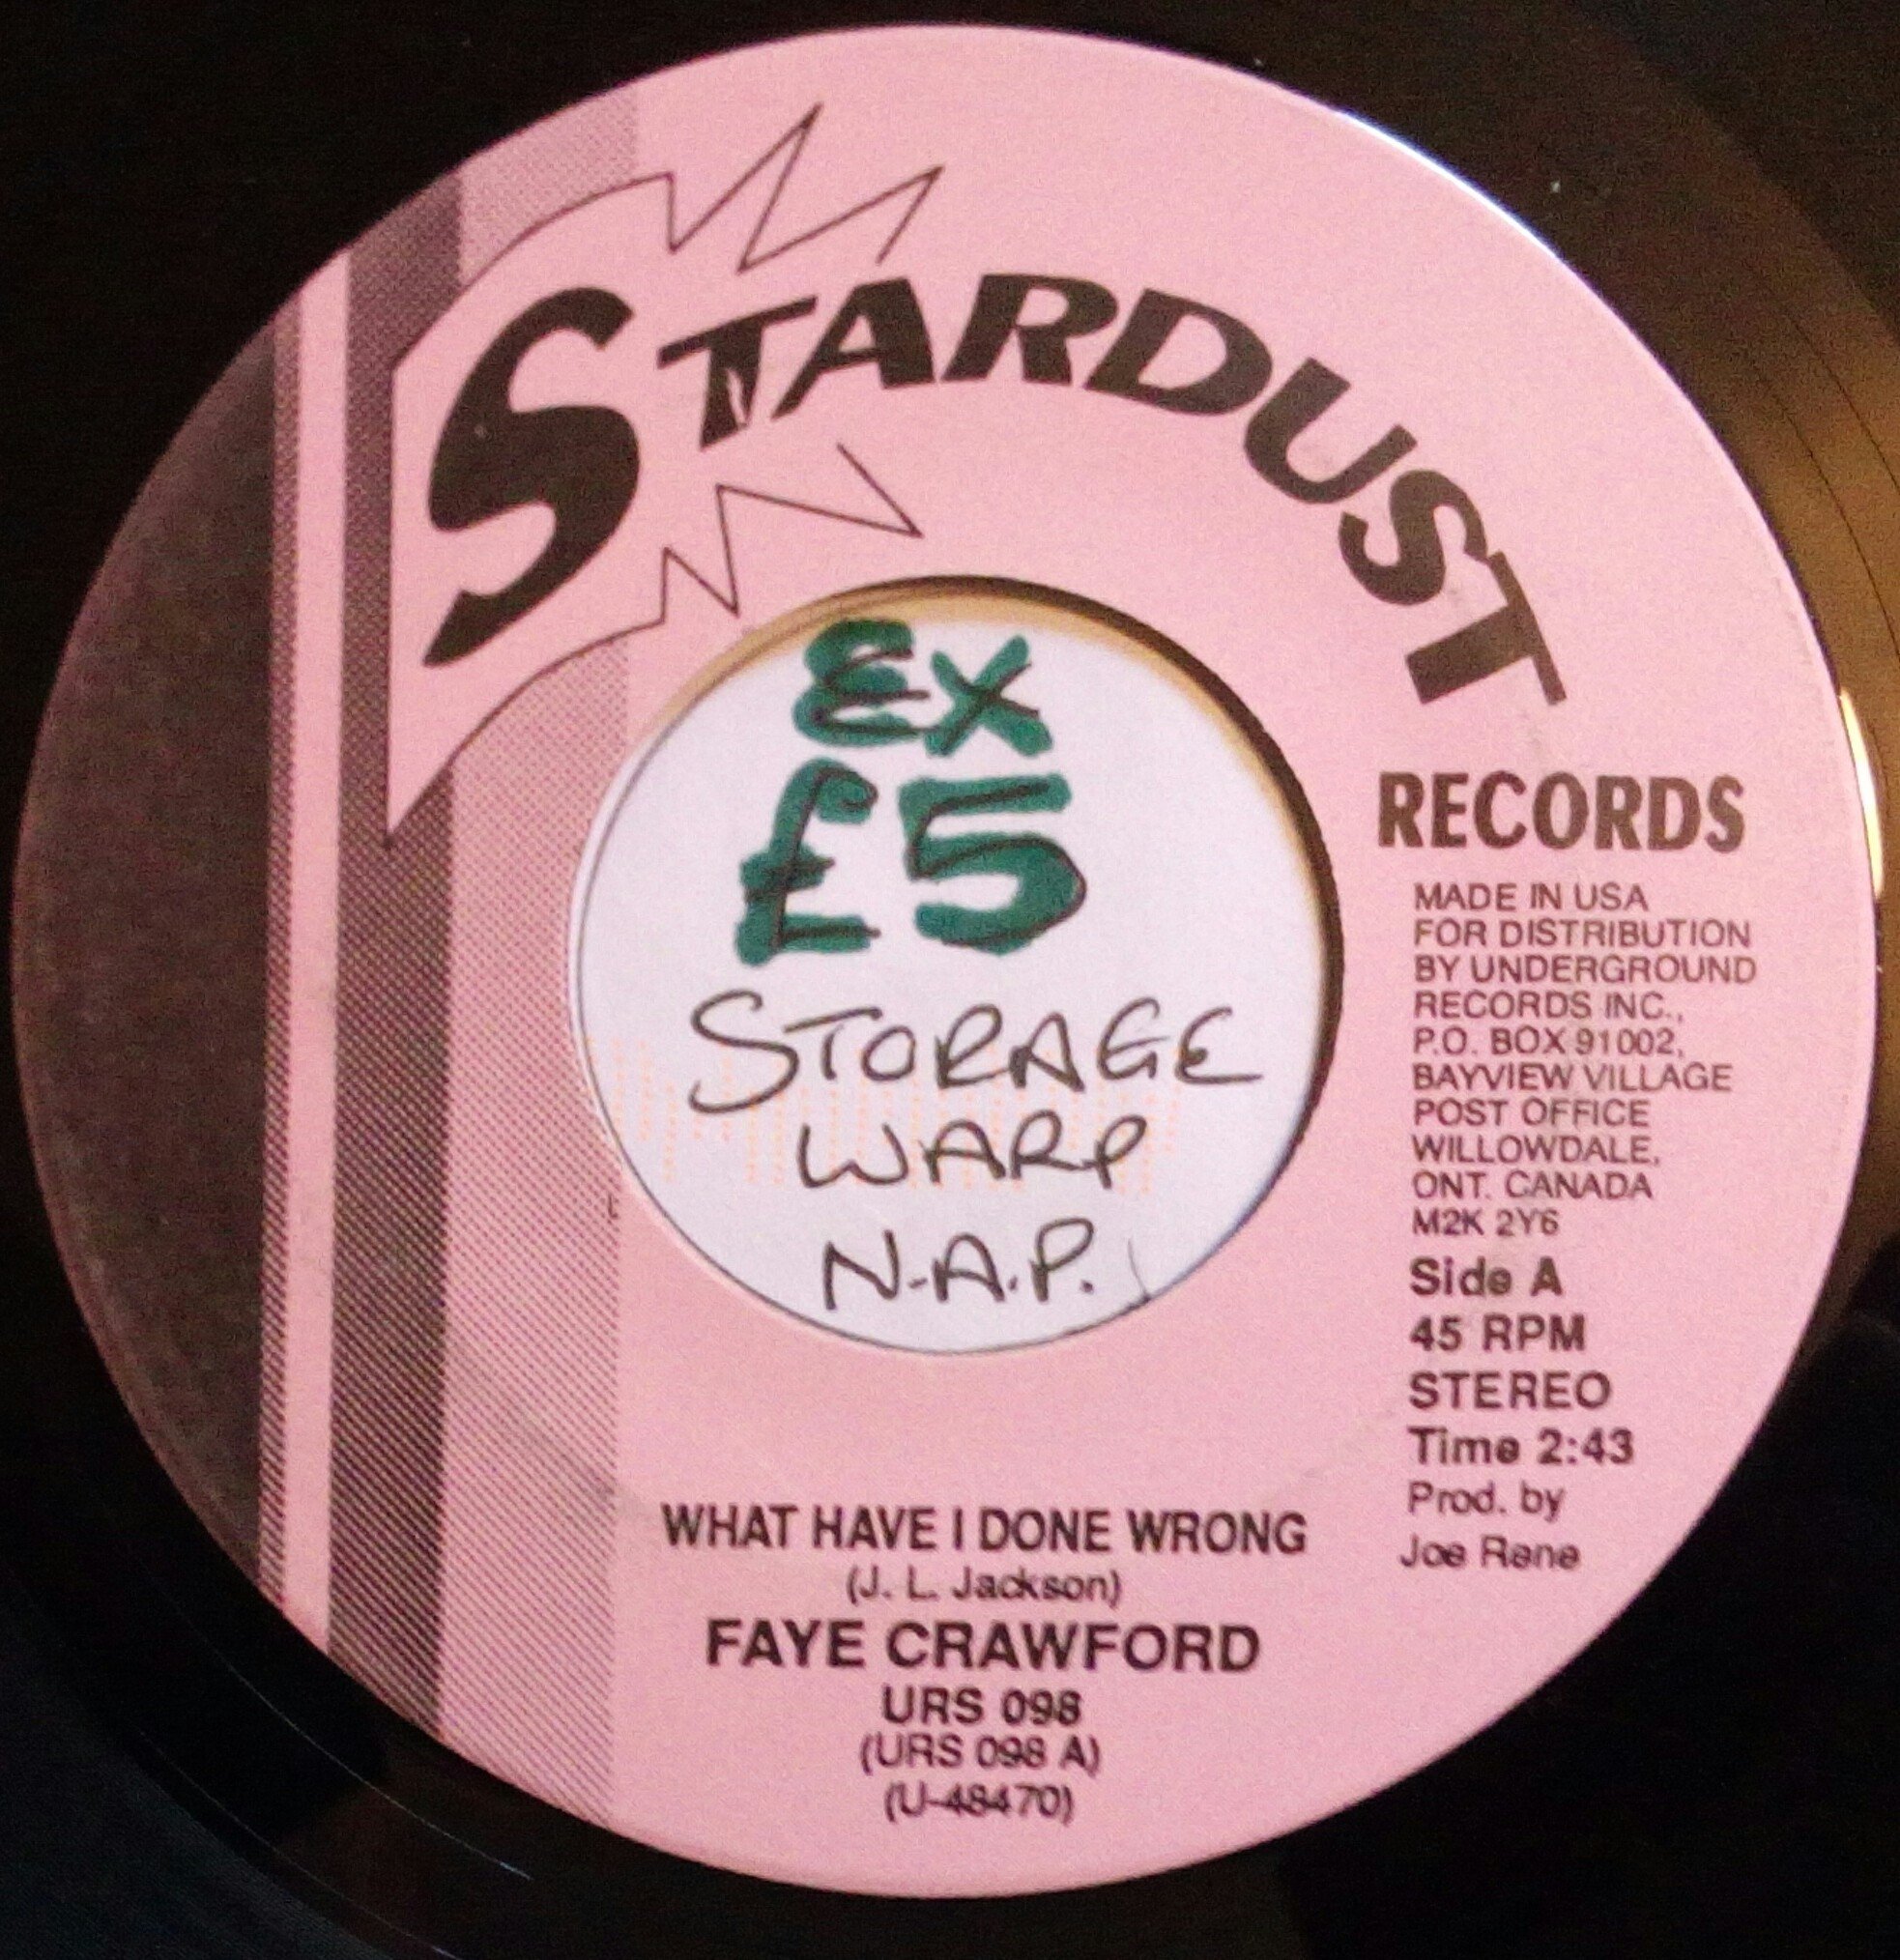 STARDUST
RECORDS
MADE IN USA
FOR DISTRIBUTION
BY UNDERGROUND
RECORDS INC.,
P.O. BOX 91002,
BAYVIEW VILLAGE
POST OFFICE
WILLOWDALE,
ONT. CANADA
M2K 2Y6
Side A
45 RPM
STEREO
Time 2:43
Prod. by
Joe Rene
EX
£5
STORAGE
WARP
N.A.P.
WHAT HAVE I DONE WRONG
(J. L. Jackson)
FAYE CRAWFORD
URS 098
(URS 098 A)
(U-48470)